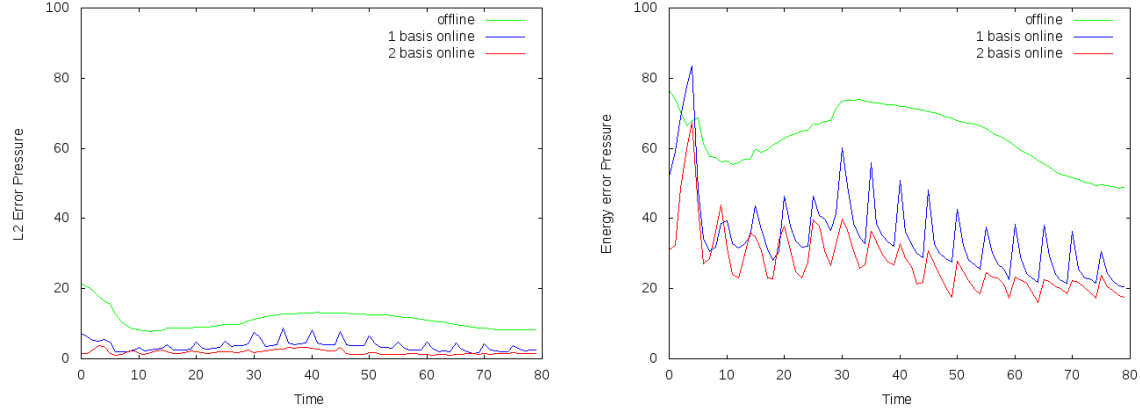 100
80
60
40
20
0
L2 Error Pressure
offline
1 basis online
2 basis online
0 10 20 30 40 50 60 70 80
Time
100
80
60
40
20
0
Energy error Pressure
offline
1 basis online
2 basis online
0 10 20 30 40 50 60 70 80
Time